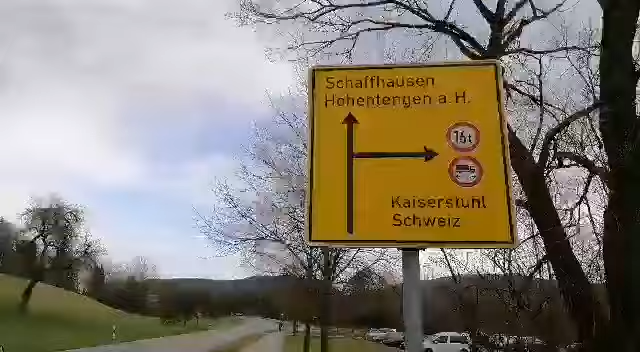 Schaffhausen
Hohentengen a. H.
16t
Kaiserstuhl
Schweiz